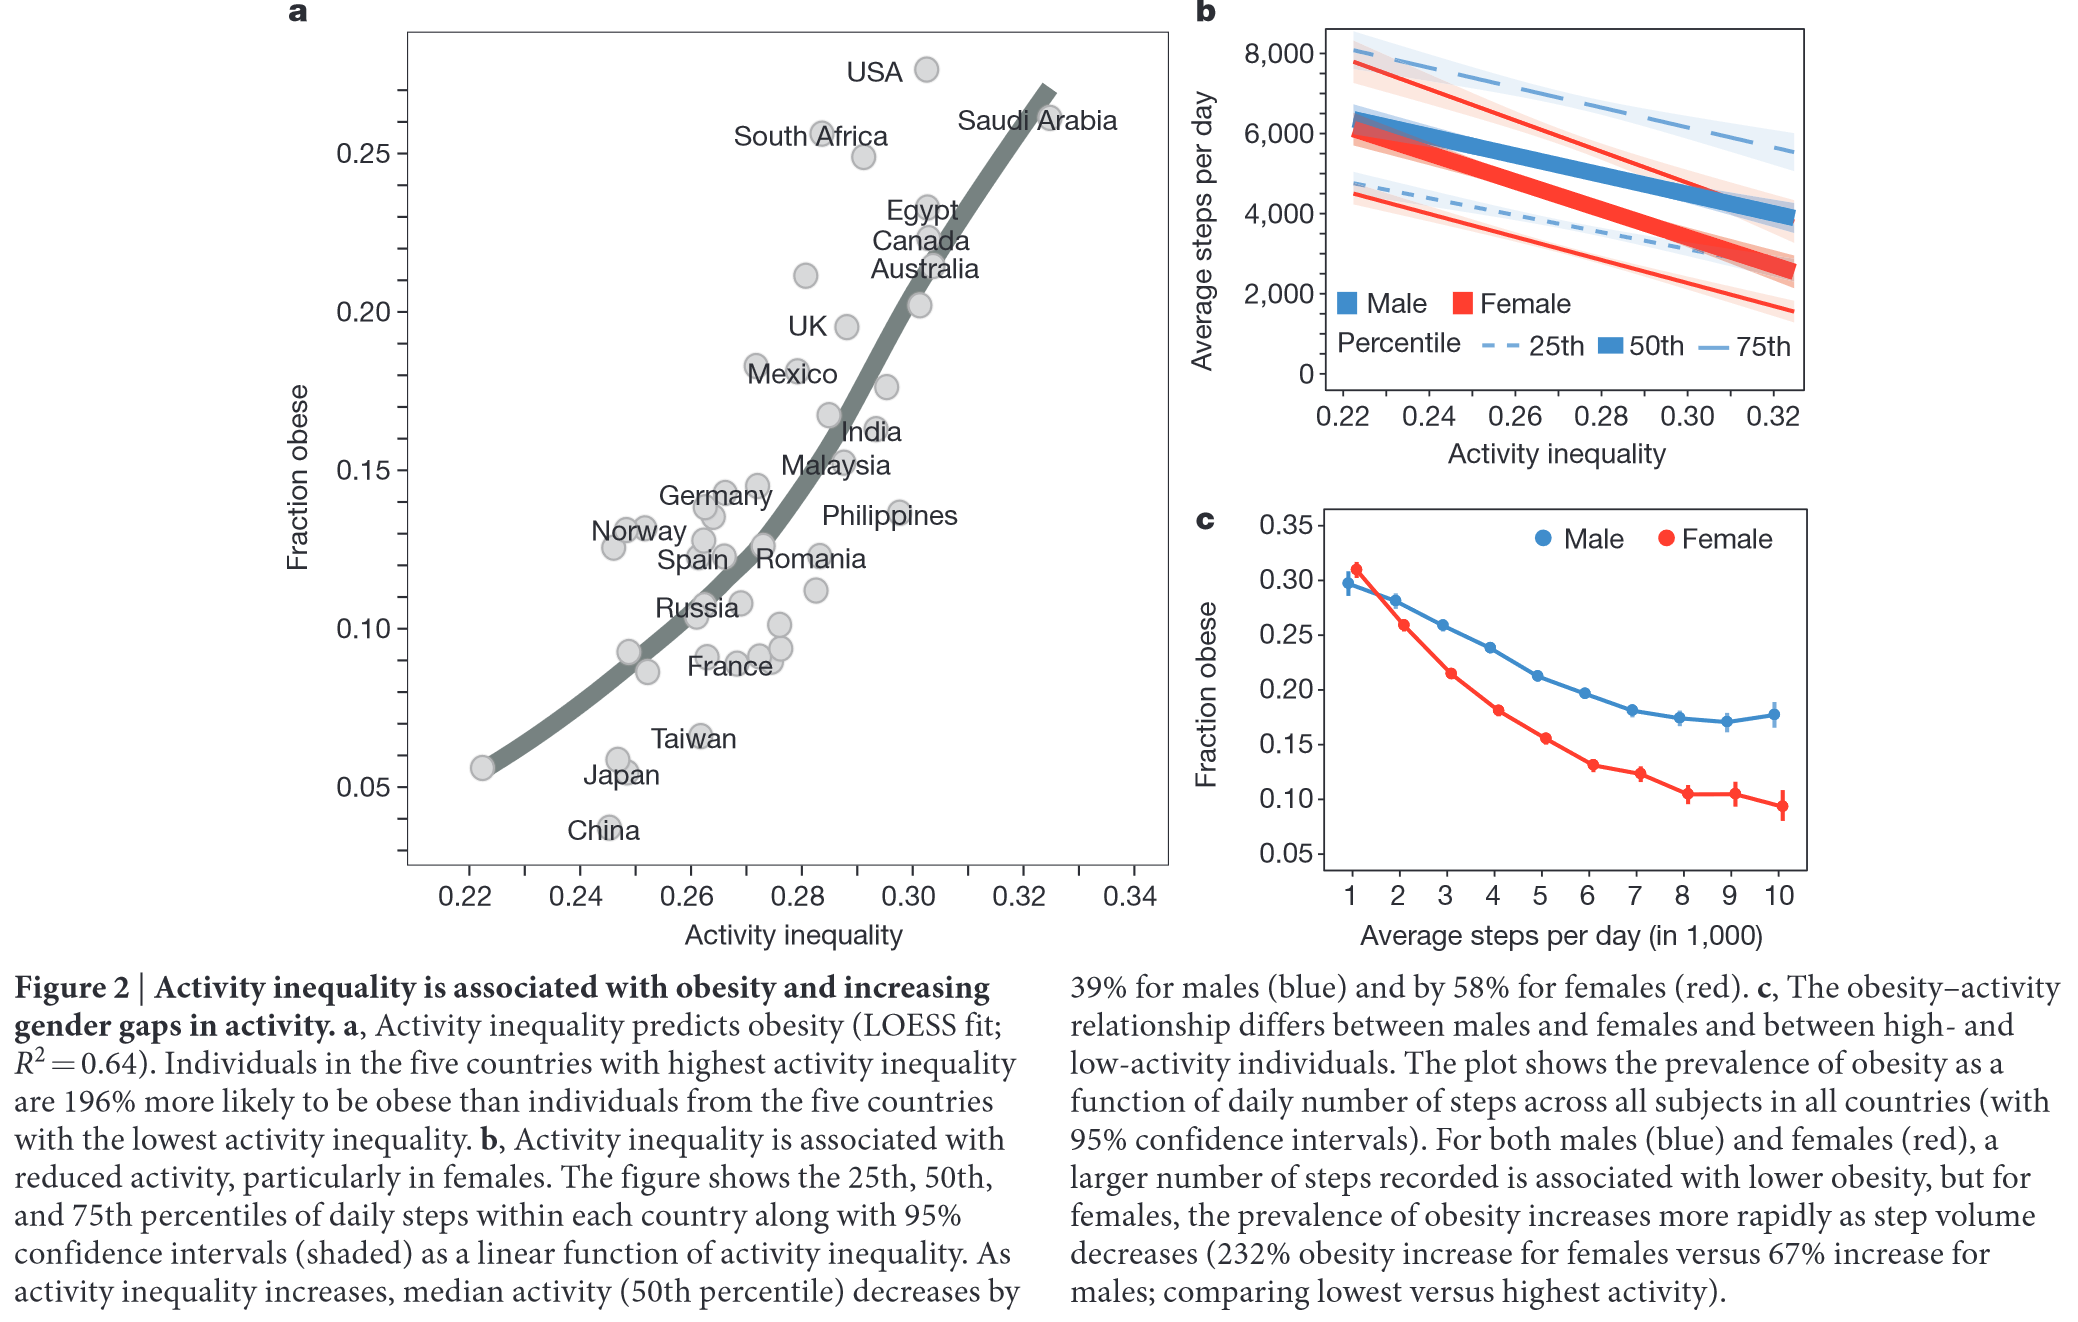 a
USA
Saudi Arabia
South Africa
Egypt
Canada
Australia
UK
Mexico
India
Malaysia
Germany
Philippines
Norway
Spain
Romania
Russia
France
Taiwan
Japan
China
Fraction obese
0.25
0.20
0.15
0.10
0.05
0.22 0.24 0.26 0.28 0.30 0.32 0.34
Activity inequality
b
Average steps per day
8,000
6,000
4,000
2,000
0
Male Female
Percentile 25th 50th 75th
0.22 0.24 0.26 0.28 0.30 0.32
Activity inequality
c
Fraction obese
0.35
0.30
0.25
0.20
0.15
0.10
0.05
Male Female
1 2 3 4 5 6 7 8 9 10
Average steps per day (in 1,000)
Figure 2 | Activity inequality is associated with obesity and increasing
gender gaps in activity. a, Activity inequality predicts obesity (LOESS fit;
R² = 0.64). Individuals in the five countries with highest activity inequality
are 196% more likely to be obese than individuals from the five countries
with the lowest activity inequality. b, Activity inequality is associated with
reduced activity, particularly in females. The figure shows the 25th, 50th,
and 75th percentiles of daily steps within each country along with 95%
confidence intervals (shaded) as a linear function of activity inequality. As
activity inequality increases, median activity (50th percentile) decreases by
39% for males (blue) and by 58% for females (red). c, The obesity–activity
relationship differs between males and females and between high- and
low-activity individuals. The plot shows the prevalence of obesity as a
function of daily number of steps across all subjects in all countries (with
95% confidence intervals). For both males (blue) and females (red), a
larger number of steps recorded is associated with lower obesity, but for
females, the prevalence of obesity increases more rapidly as step volume
decreases (232% obesity increase for females versus 67% increase for
males; comparing lowest versus highest activity).